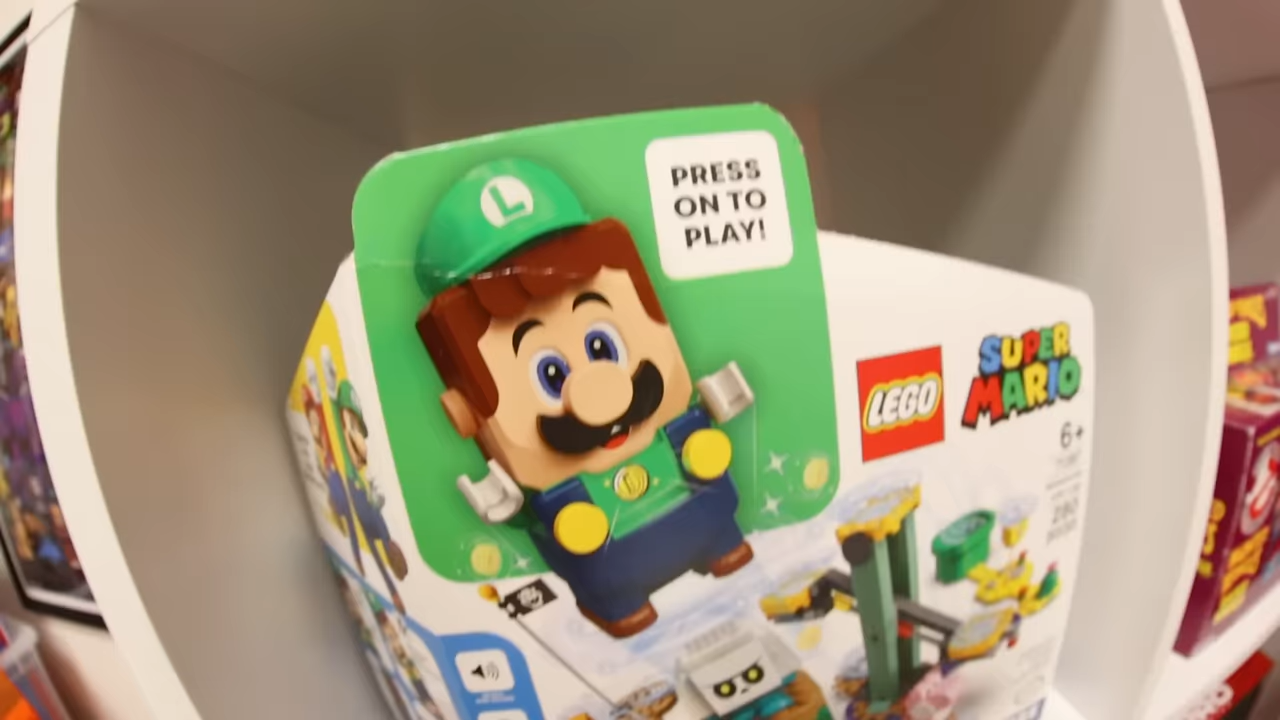 L
PRESS
ON TO
PLAY!
LEGO
SUPER
MARIO
6+